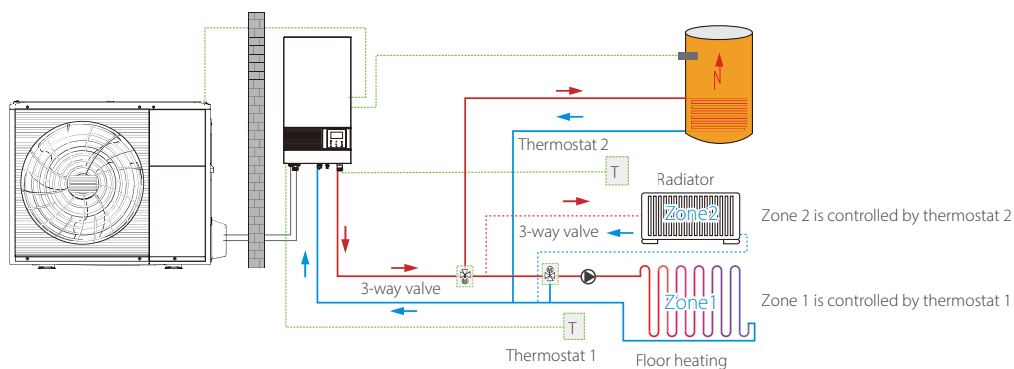 Thermostat 2
T
Radiator
Zone2
Zone 2 is controlled by thermostat 2
3-way valve
3-way valve
Zone1
Zone 1 is controlled by thermostat 1
T
Thermostat 1
Floor heating